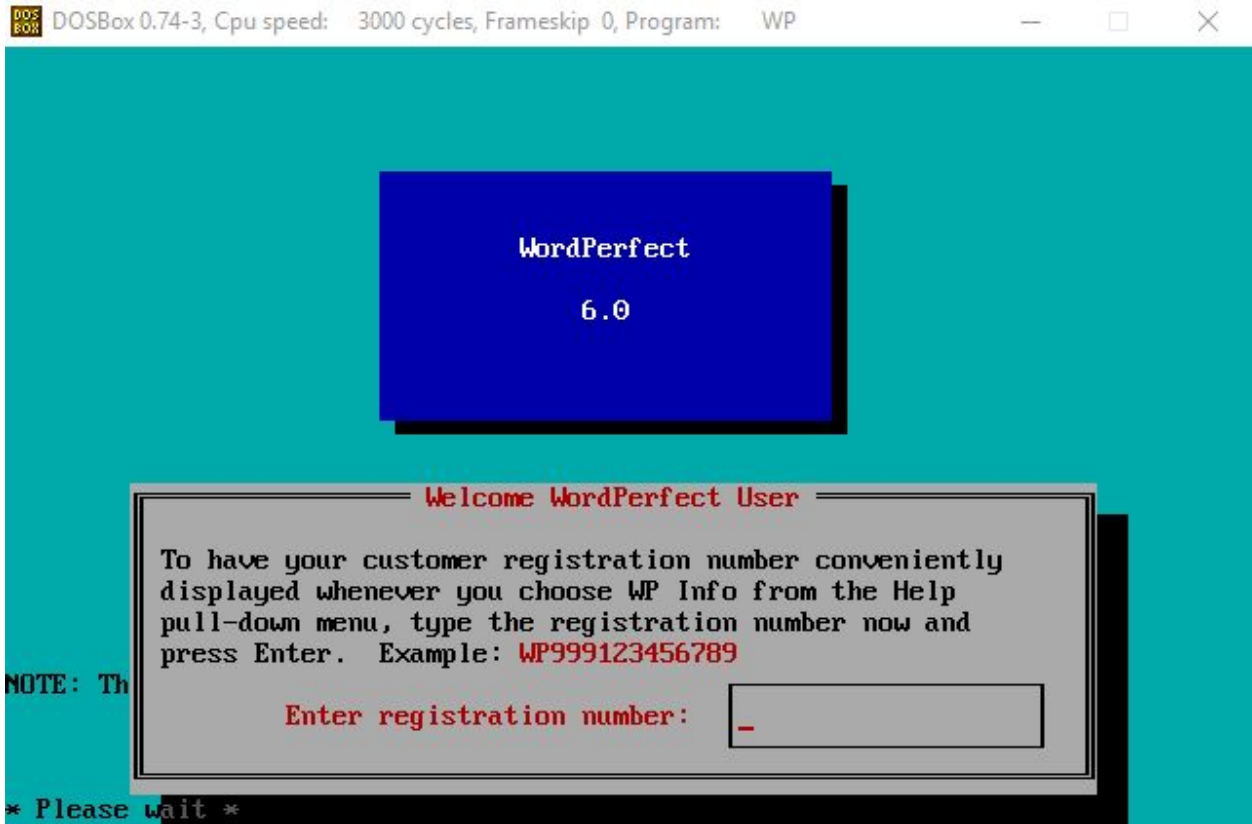 DOSBox 0.74-3, Cpu speed: 3000 cycles, Frameskip 0, Program: WP
WordPerfect
6.0
Welcome WordPerfect User
To have your customer registration number conveniently
displayed whenever you choose WP Info from the Help
pull-down menu, type the registration number now and
press Enter. Example: WP999123456789
NOTE: Th
Enter registration number: _
* Please wait *